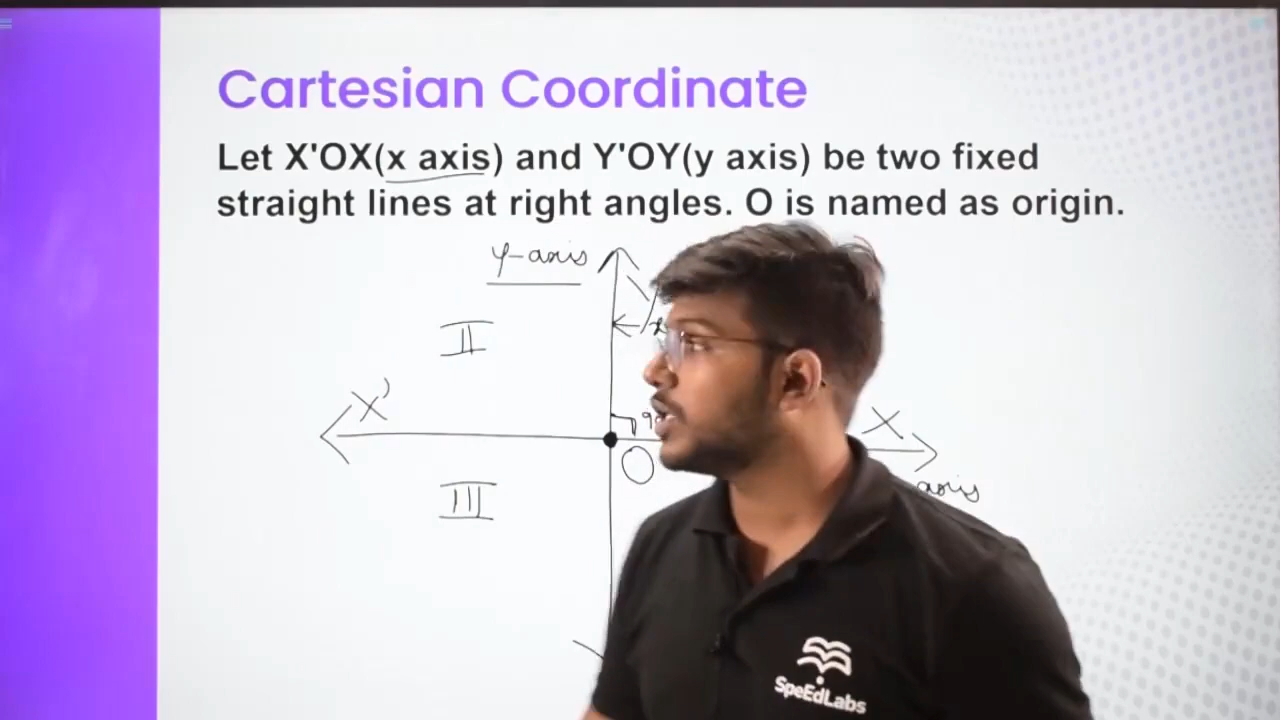 Cartesian Coordinate
Let X'OX(x axis) and Y'OY(y axis) be two fixed
straight lines at right angles. O is named as origin.
y-axis
II
X'
X
O
axis
III
SpeEdLabs